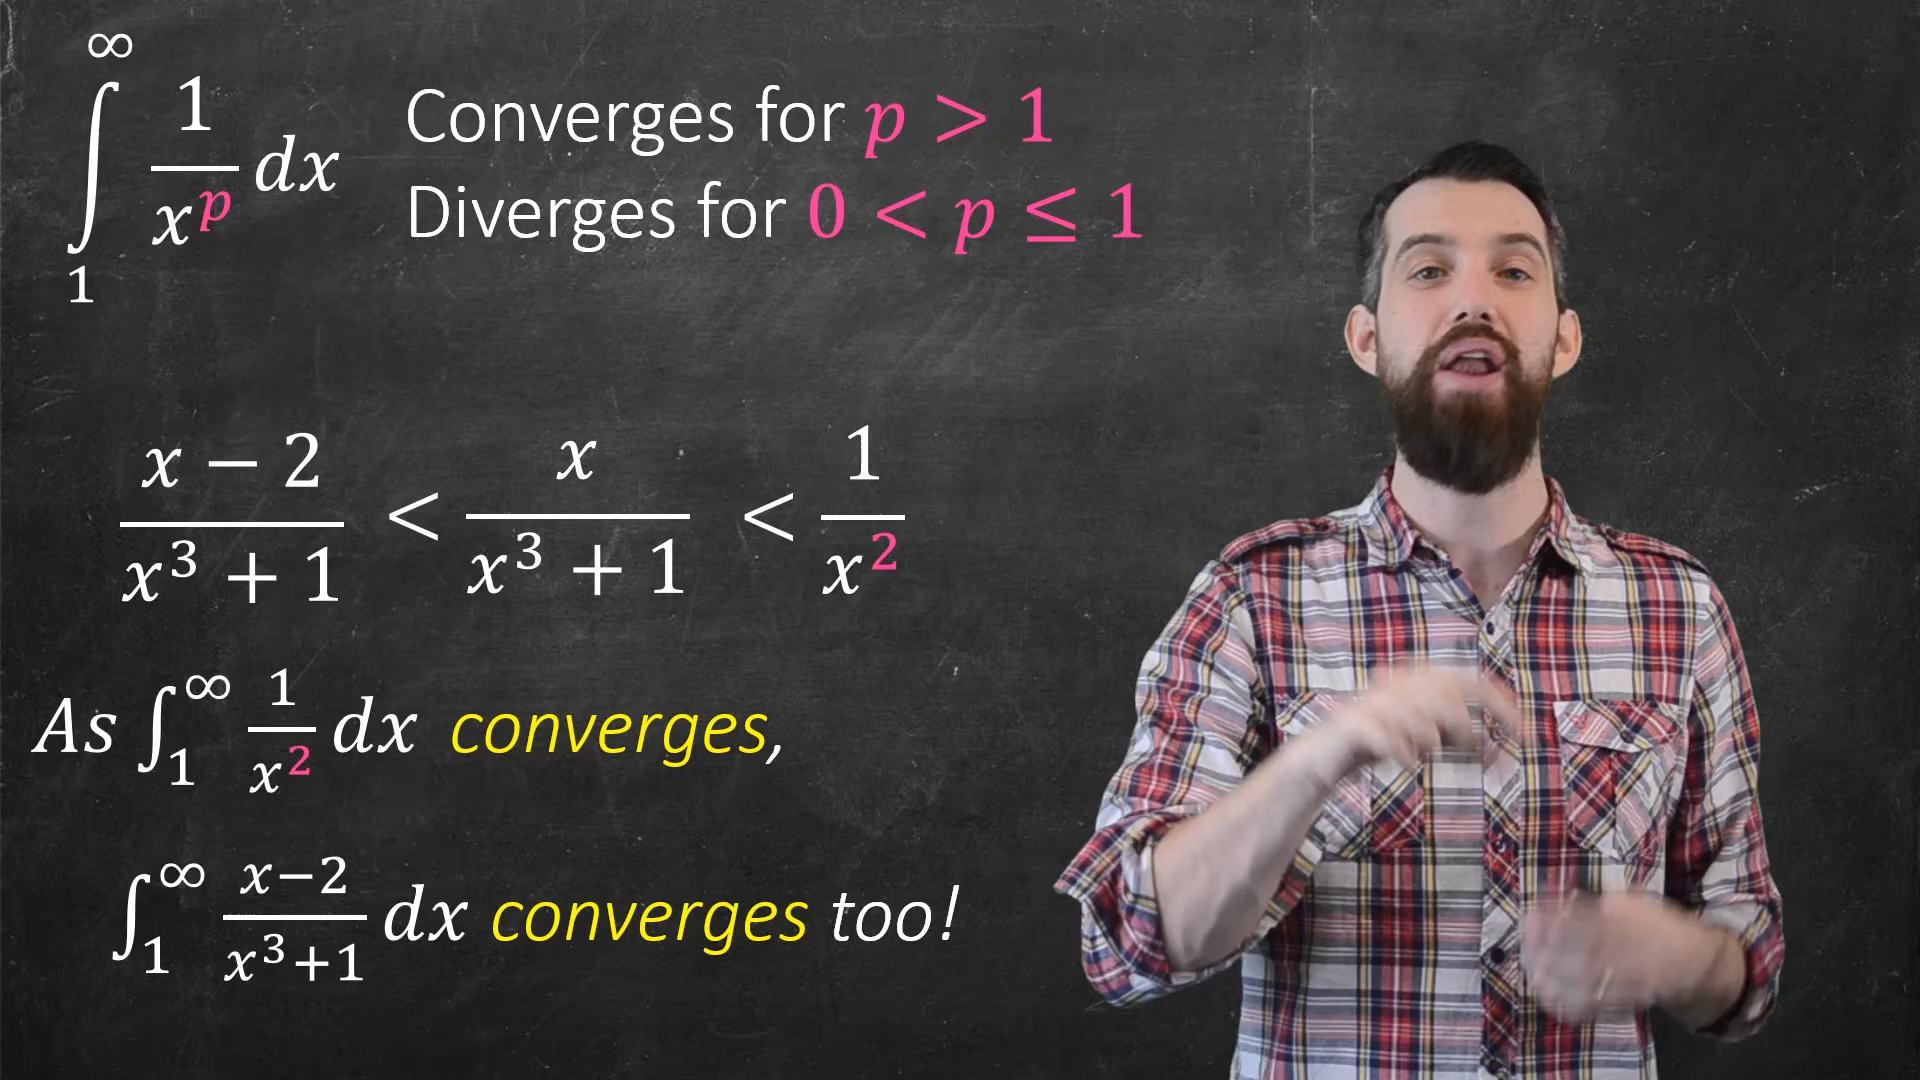 ∫₁^∞ 1/x^p dx Converges for p > 1
Diverges for 0 < p ≤ 1
(x − 2)/(x³ + 1) < x/(x³ + 1) < 1/x²
As ∫₁^∞ 1/x² dx converges,
∫₁^∞ (x−2)/(x³+1) dx converges too!